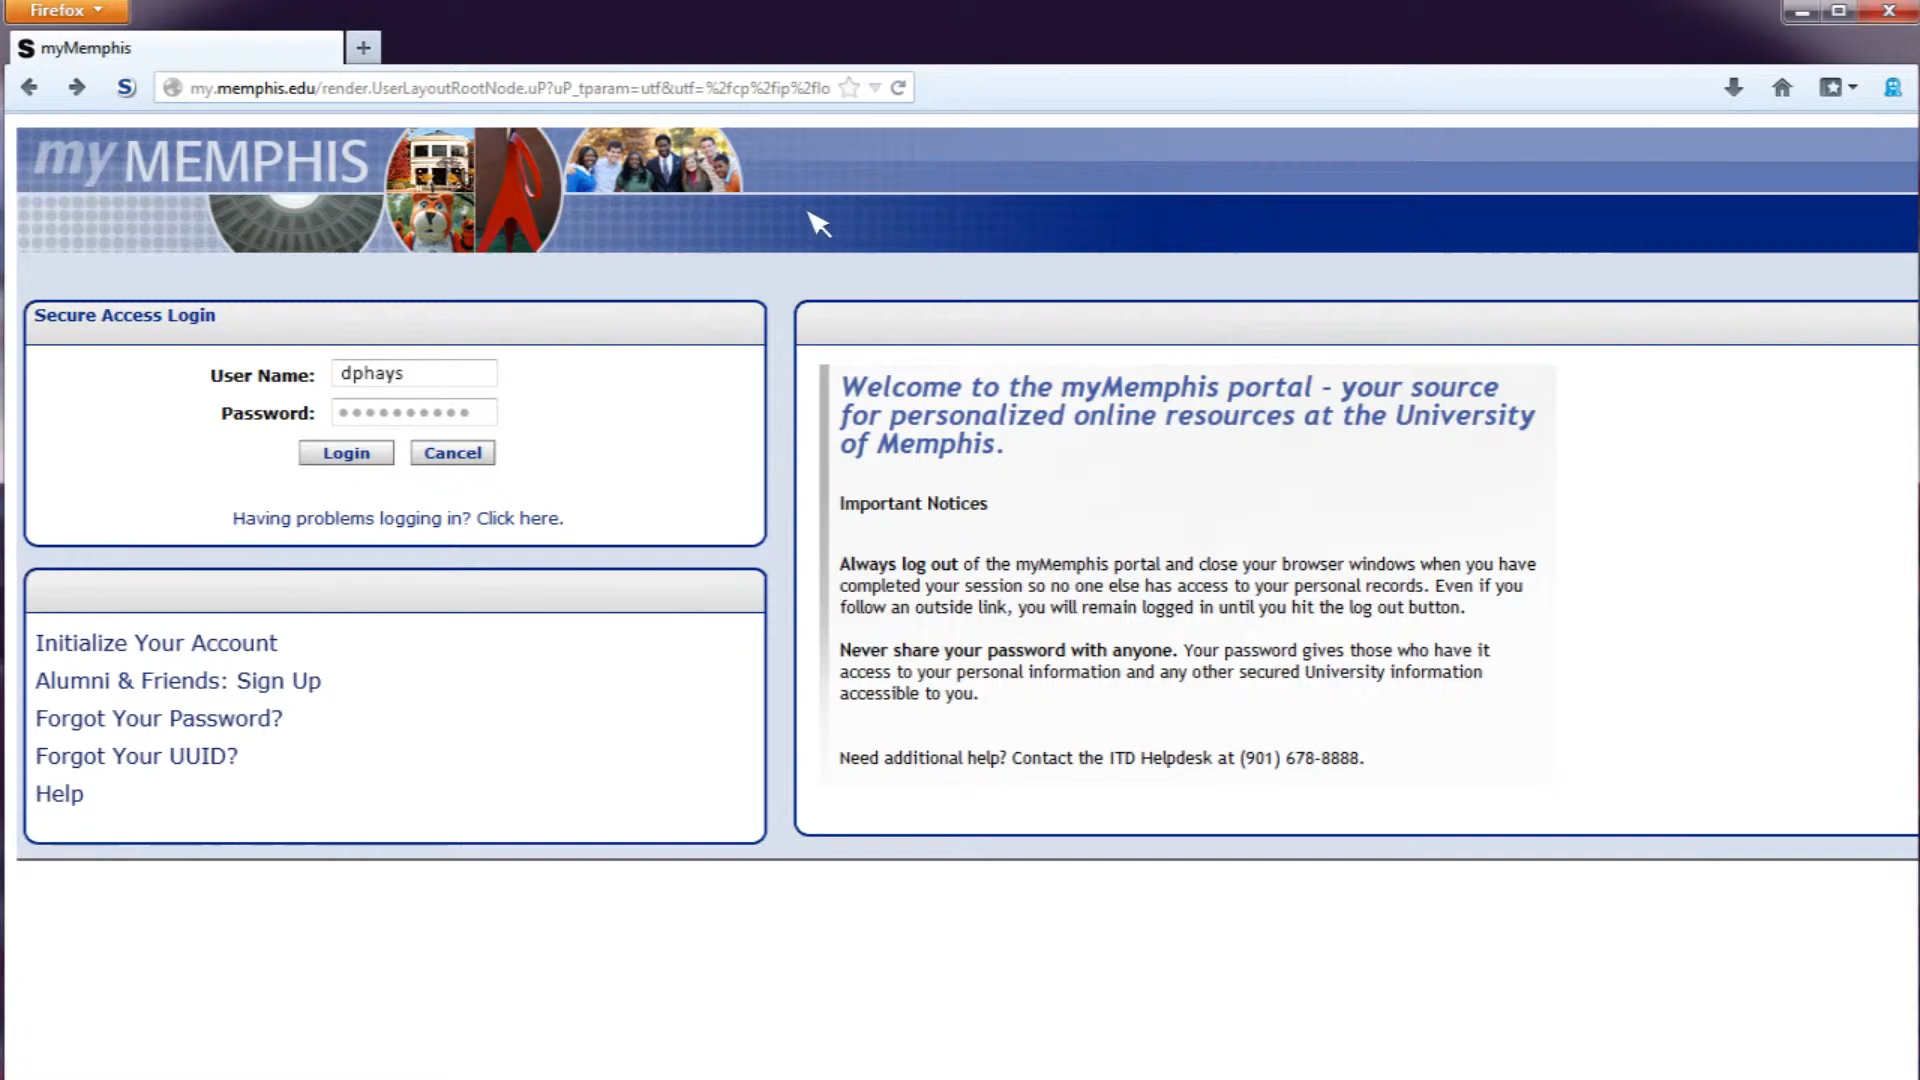 Firefox
S myMemphis
S my.memphis.edu/render.UserLayoutRootNode.uP?uP_tparam=utf&utf=%2fcp%2fip%2flo
my MEMPHIS
Secure Access Login
User Name: dphays
Password:
Login Cancel
Having problems logging in? Click here.
Initialize Your Account
Alumni & Friends: Sign Up
Forgot Your Password?
Forgot Your UUID?
Help
Welcome to the myMemphis portal - your source
for personalized online resources at the University
of Memphis.
Important Notices
Always log out of the myMemphis portal and close your browser windows when you have
completed your session so no one else has access to your personal records. Even if you
follow an outside link, you will remain logged in until you hit the log out button.
Never share your password with anyone. Your password gives those who have it
access to your personal information and any other secured University information
accessible to you.
Need additional help? Contact the ITD Helpdesk at (901) 678-8888.